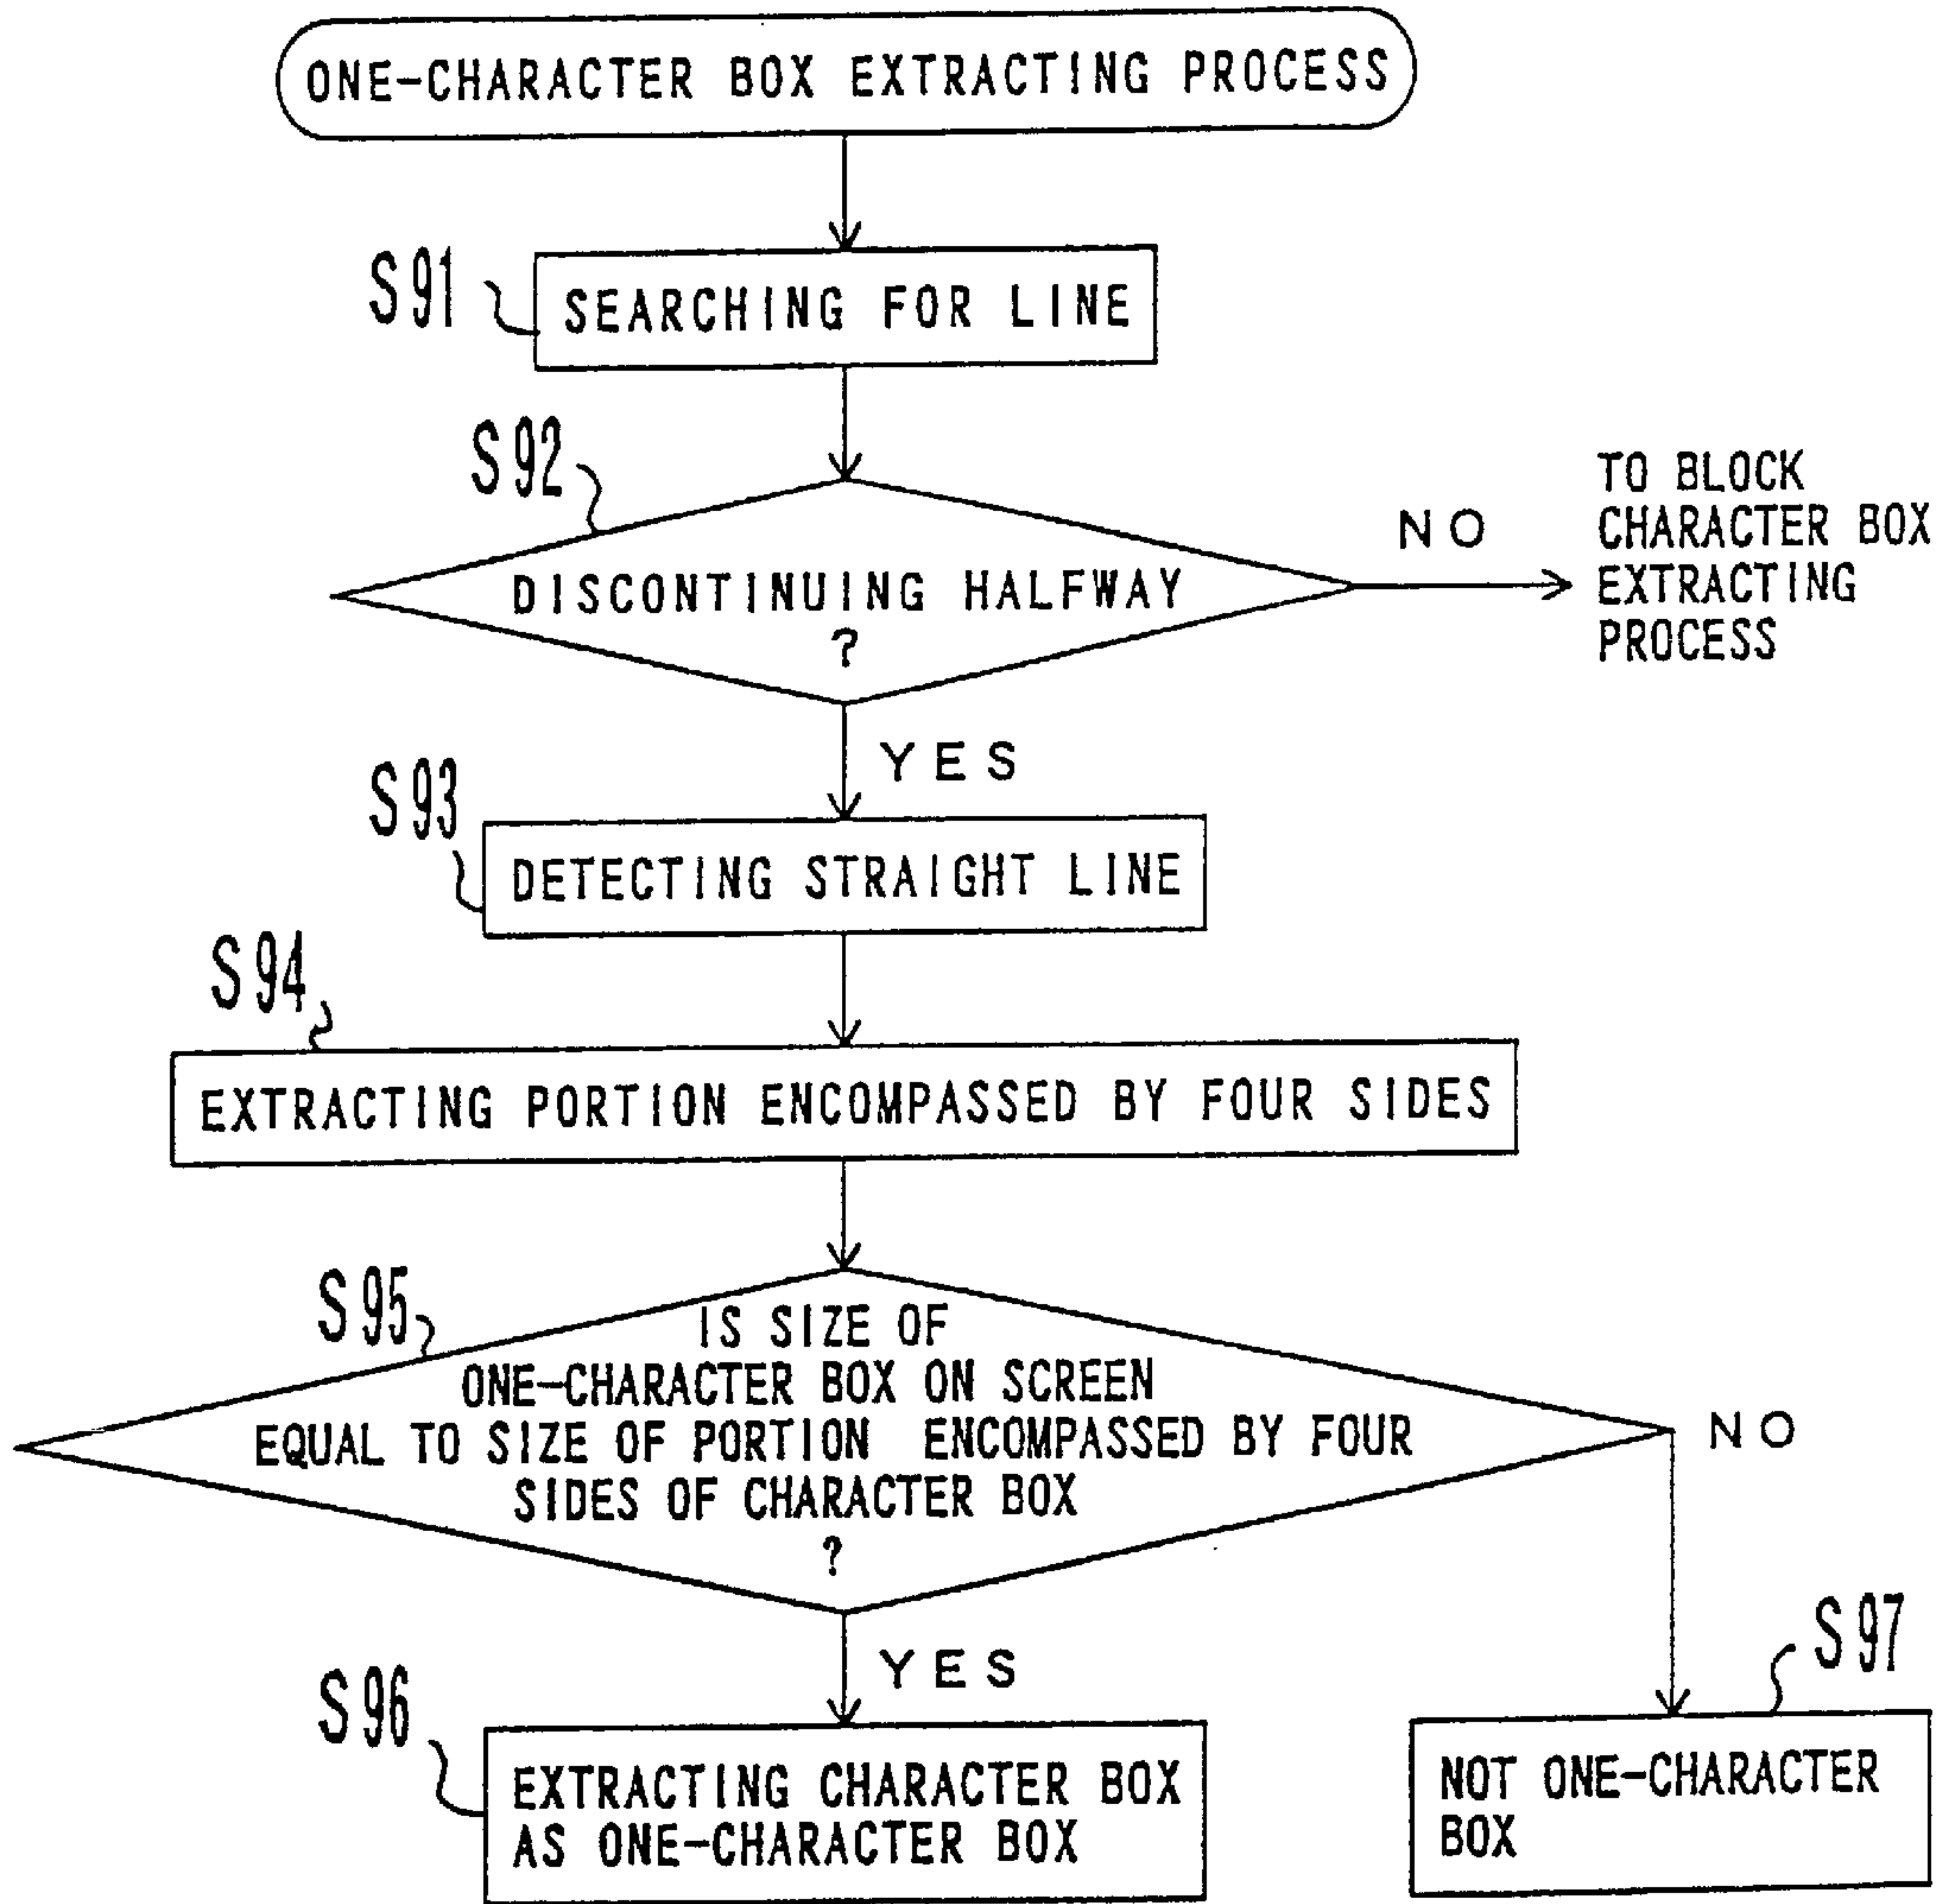 ONE-CHARACTER BOX EXTRACTING PROCESS
S91
SEARCHING FOR LINE
S92
DISCONTINUING HALFWAY
?
NO
TO BLOCK
CHARACTER BOX
EXTRACTING
PROCESS
YES
S93
DETECTING STRAIGHT LINE
S94
EXTRACTING PORTION ENCOMPASSED BY FOUR SIDES
S95
IS SIZE OF
ONE-CHARACTER BOX ON SCREEN
EQUAL TO SIZE OF PORTION ENCOMPASSED BY FOUR
SIDES OF CHARACTER BOX
?
NO
YES
S96
EXTRACTING CHARACTER BOX
AS ONE-CHARACTER BOX
S97
NOT ONE-CHARACTER
BOX